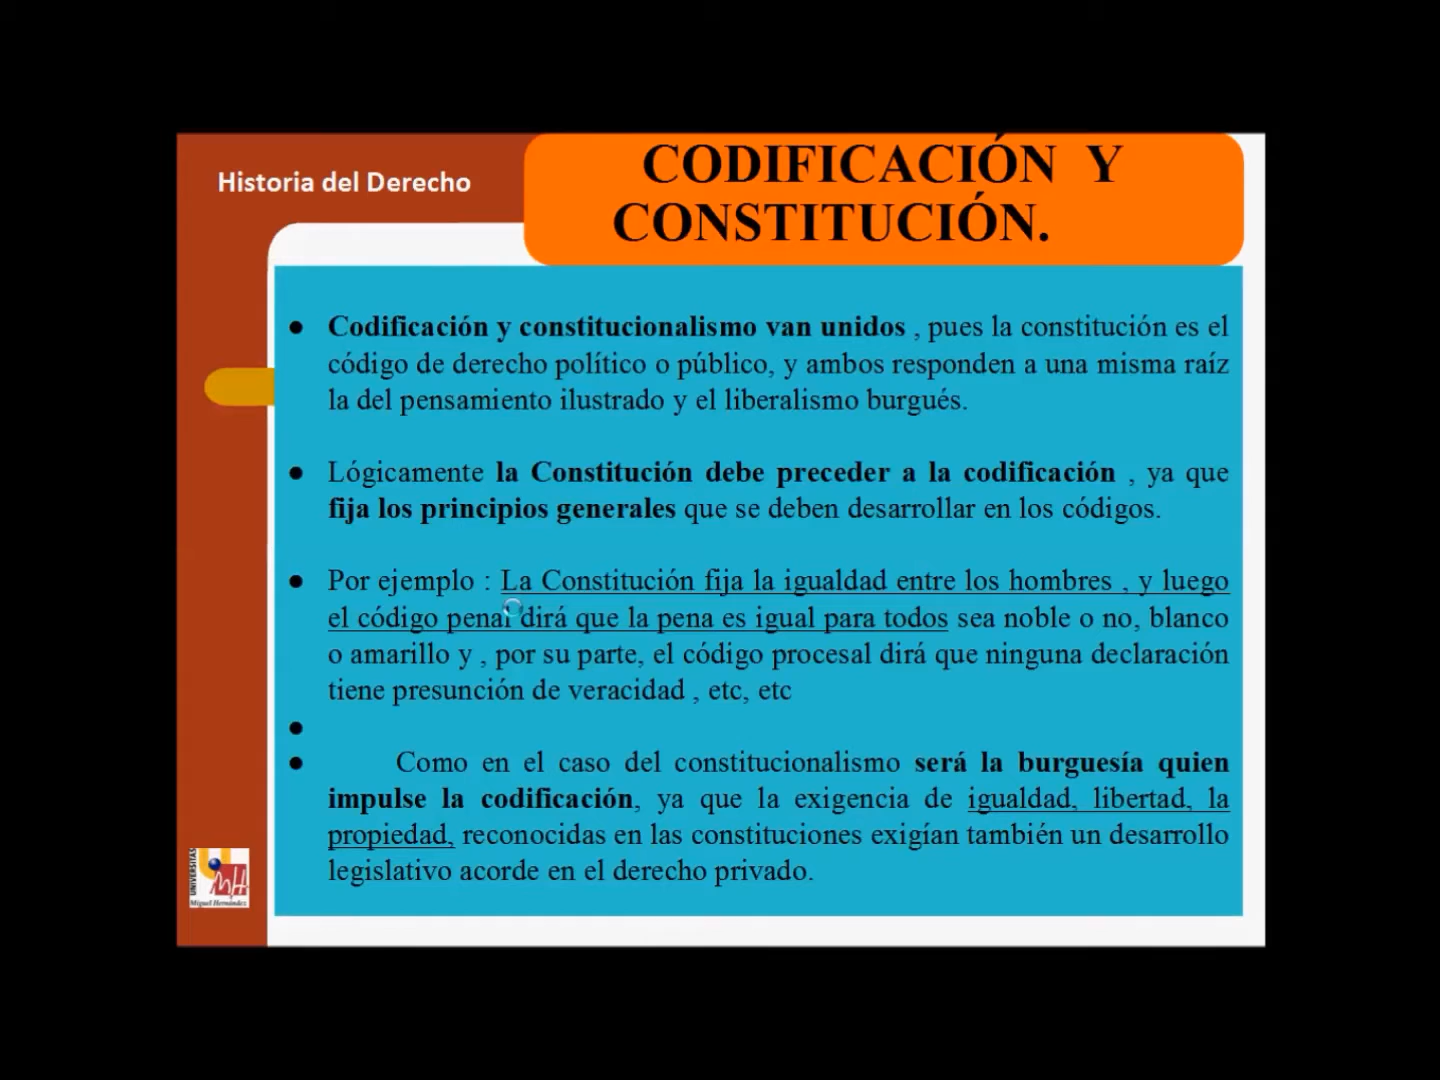 Historia del Derecho
CODIFICACIÓN Y
CONSTITUCIÓN.
● Codificación y constitucionalismo van unidos , pues la constitución es el
código de derecho político o público, y ambos responden a una misma raíz
la del pensamiento ilustrado y el liberalismo burgués.
● Lógicamente la Constitución debe preceder a la codificación , ya que
fija los principios generales que se deben desarrollar en los códigos.
● Por ejemplo : La Constitución fija la igualdad entre los hombres , y luego
el código penal dirá que la pena es igual para todos sea noble o no, blanco
o amarillo y , por su parte, el código procesal dirá que ninguna declaración
tiene presunción de veracidad , etc, etc
●
● Como en el caso del constitucionalismo será la burguesía quien
impulse la codificación, ya que la exigencia de igualdad, libertad, la
propiedad, reconocidas en las constituciones exigían también un desarrollo
legislativo acorde en el derecho privado.
UNIVERSITAS
Miguel Hernández